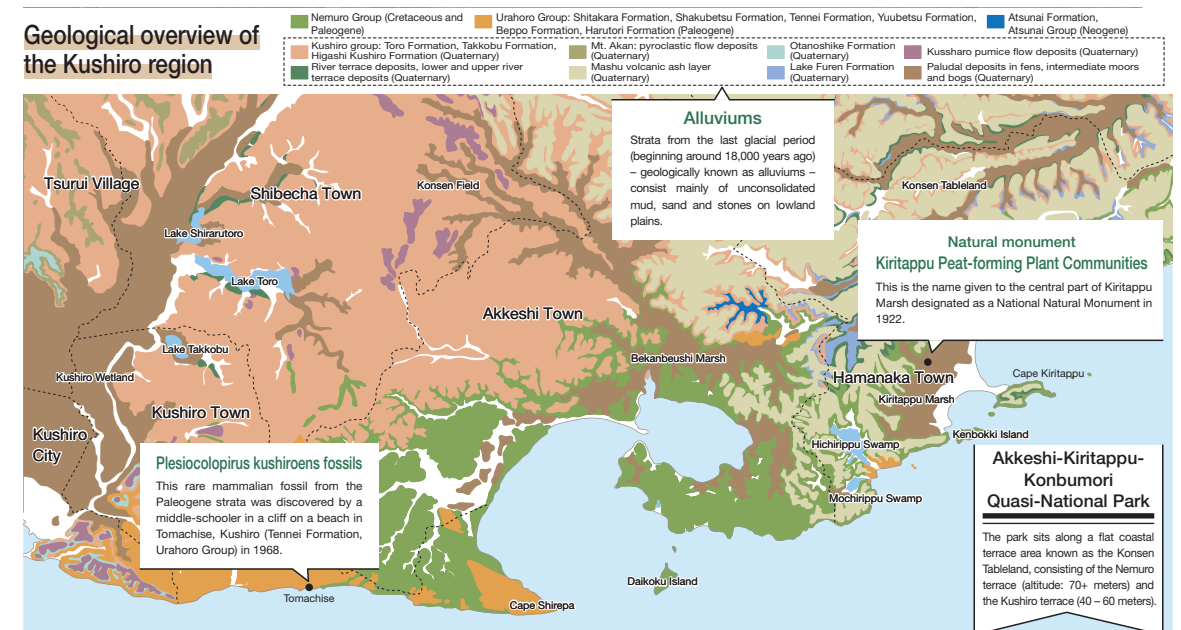 Geological overview of
the Kushiro region
Nemuro Group (Cretaceous and
Paleogene)
Urahoro Group: Shitakara Formation, Shakubetsu Formation, Tennei Formation, Yuubetsu Formation,
Beppo Formation, Harutori Formation (Paleogene)
Atsunai Formation,
Atsunai Group (Neogene)
Kushiro group: Toro Formation, Takkobu Formation,
Higashi Kushiro Formation (Quaternary)
River terrace deposits, lower and upper river
terrace deposits (Quaternary)
Mt. Akan: pyroclastic flow deposits
(Quaternary)
Mashu volcanic ash layer
(Quaternary)
Otanoshike Formation
(Quaternary)
Lake Furen Formation
(Quaternary)
Kussharo pumice flow deposits (Quaternary)
Paludal deposits in fens, intermediate moors
and bogs (Quaternary)
Alluviums
Strata from the last glacial period
(beginning around 18,000 years ago)
– geologically known as alluviums –
consist mainly of unconsolidated
mud, sand and stones on lowland
plains.
Tsurui Village
Shibecha Town
Konsen Field
Konsen Tableland
Lake Shirarutoro
Natural monument
Kiritappu Peat-forming Plant Communities
This is the name given to the central part of Kiritappu
Marsh designated as a National Natural Monument in
1922.
Lake Toro
Akkeshi Town
Lake Takkobu
Bekanbeushi Marsh
Kushiro Wetland
Hamanaka Town
Cape Kiritappu
Kiritappu Marsh
Kushiro Town
Kushiro
City
Kenbokki Island
Hichirippu Swamp
Mochirippu Swamp
Plesiocolopirus kushiroens fossils
This rare mammalian fossil from the
Paleogene strata was discovered by a
middle-schooler in a cliff on a beach in
Tomachise, Kushiro (Tennei Formation,
Urahoro Group) in 1968.
Akkeshi-Kiritappu-
Konbumori
Quasi-National Park
The park sits along a flat coastal
terrace area known as the Konsen
Tableland, consisting of the Nemuro
terrace (altitude: 70+ meters) and
the Kushiro terrace (40 – 60 meters).
Daikoku Island
Tomachise
Cape Shirepa